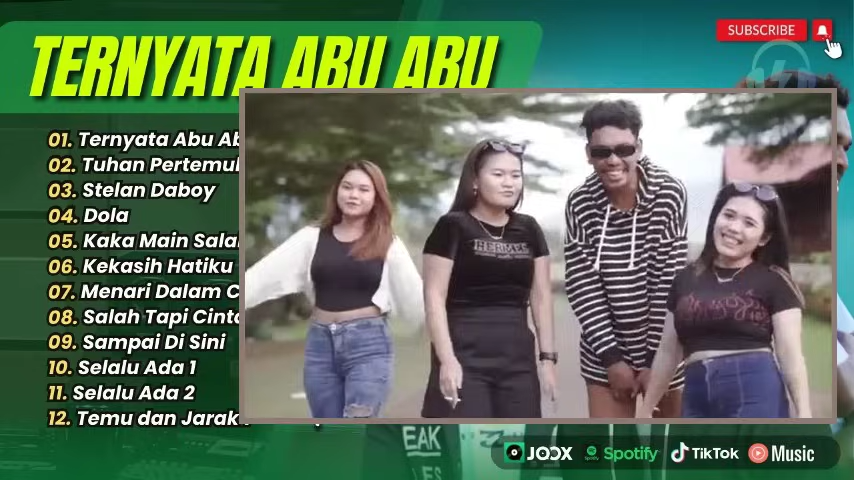 TERNYATA ABU ABU
SUBSCRIBE
01. Ternyata Abu Ab
02. Tuhan Pertemu
03. Stelan Daboy
04. Dola
05. Kaka Main Sala
06. Kekasih Hatiku
07. Menari Dalam C
08. Salah Tapi Cint
09. Sampai Di Sini
10. Selalu Ada 1
11. Selalu Ada 2
12. Temu dan Jarak
EAK
JOOX
Spotify
Spotify
TikTok
Music